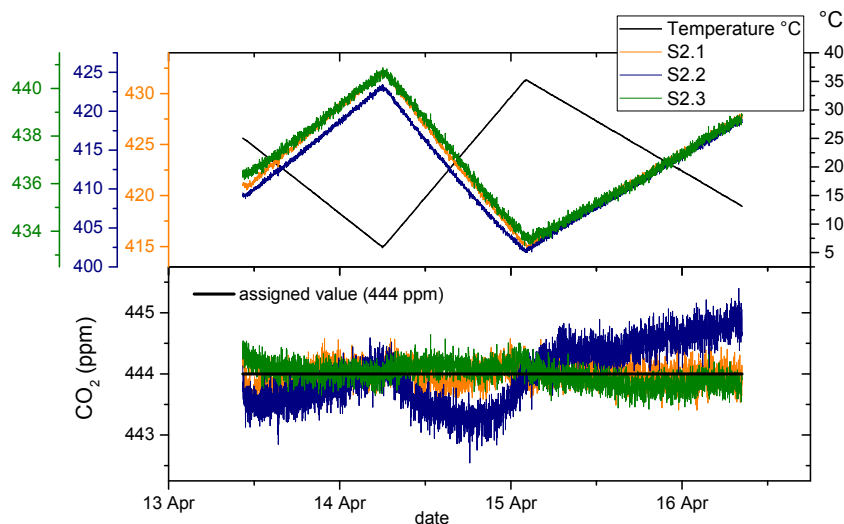 °C
Temperature °C
S2.1
S2.2
S2.3
440
438
436
434
425
420
415
410
405
400
430
425
420
415
40
35
30
25
20
15
10
5
assigned value (444 ppm)
CO₂ (ppm)
445
444
443
13 Apr
14 Apr
15 Apr
16 Apr
date